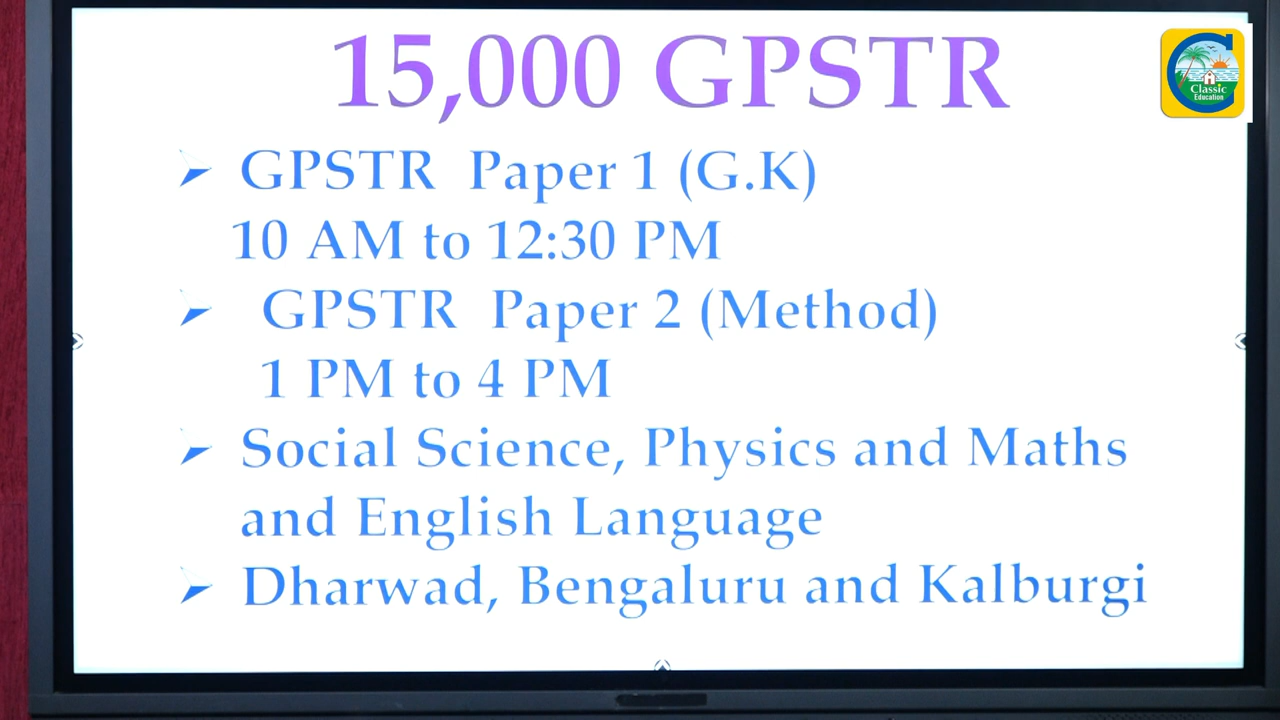 15,000 GPSTR
Classic
Education
➢ GPSTR Paper 1 (G.K)
10 AM to 12:30 PM
➢ GPSTR Paper 2 (Method)
1 PM to 4 PM
➢ Social Science, Physics and Maths
and English Language
➢ Dharwad, Bengaluru and Kalburgi